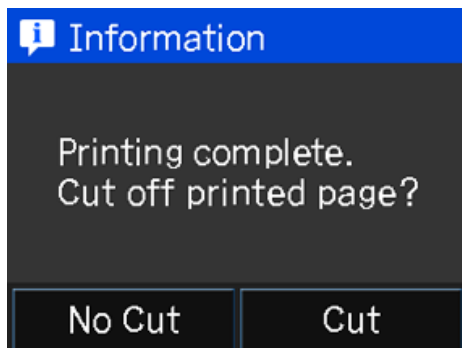 Information
Printing complete.
Cut off printed page?
No Cut
Cut